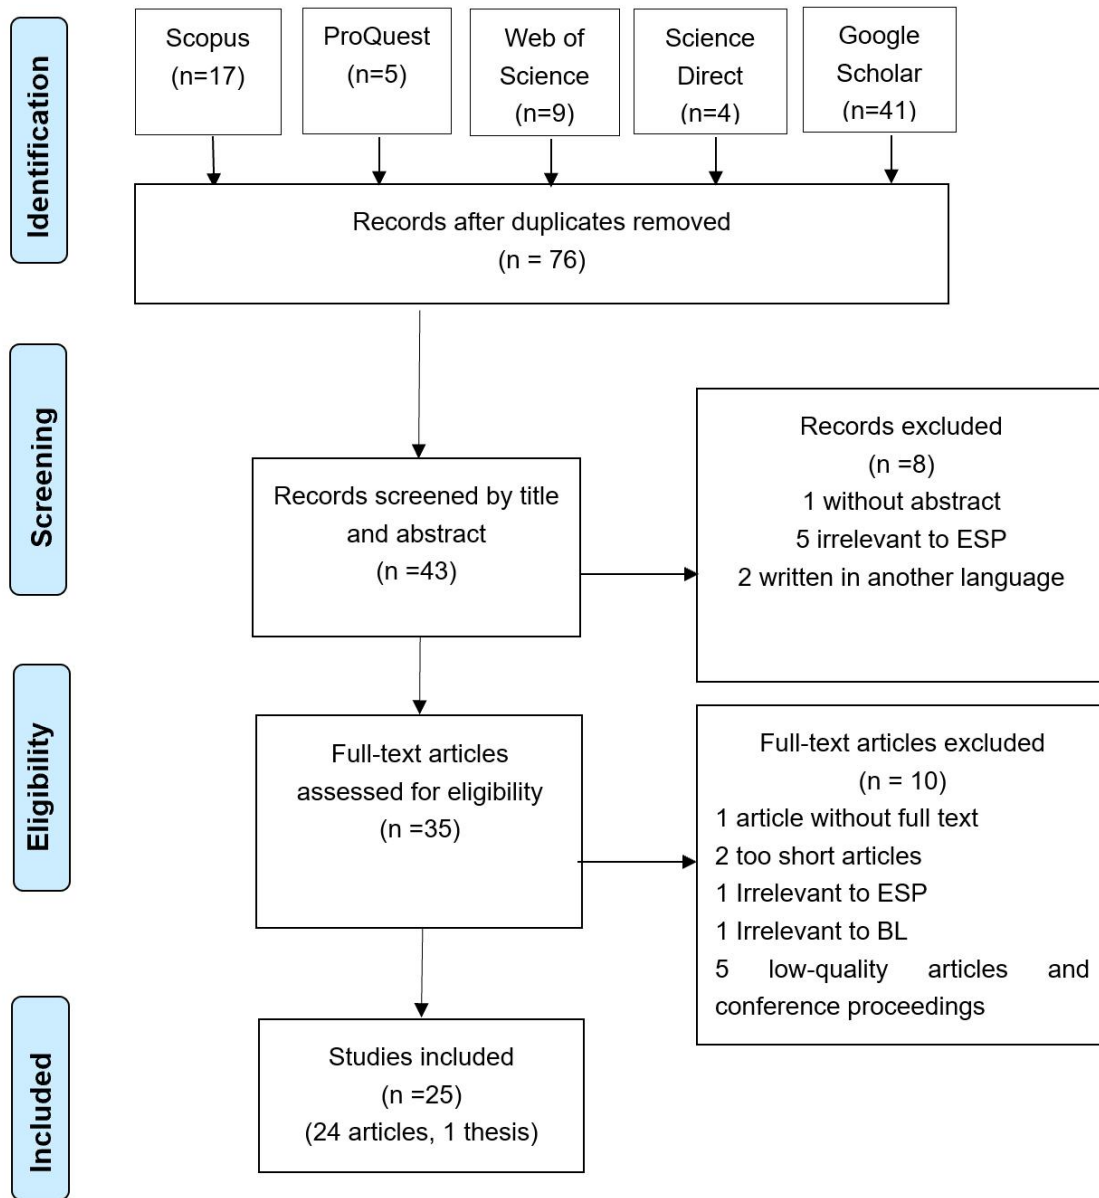 Identification
Scopus
(n=17)
ProQuest
(n=5)
Web of
Science
(n=9)
Science
Direct
(n=4)
Google
Scholar
(n=41)
Records after duplicates removed
(n = 76)
Screening
Records screened by title
and abstract
(n =43)
Records excluded
(n =8)
1 without abstract
5 irrelevant to ESP
2 written in another language
Eligibility
Full-text articles
assessed for eligibility
(n =35)
Full-text articles excluded
(n = 10)
1 article without full text
2 too short articles
1 Irrelevant to ESP
1 Irrelevant to BL
5 low-quality articles and
conference proceedings
Included
Studies included
(n =25)
(24 articles, 1 thesis)